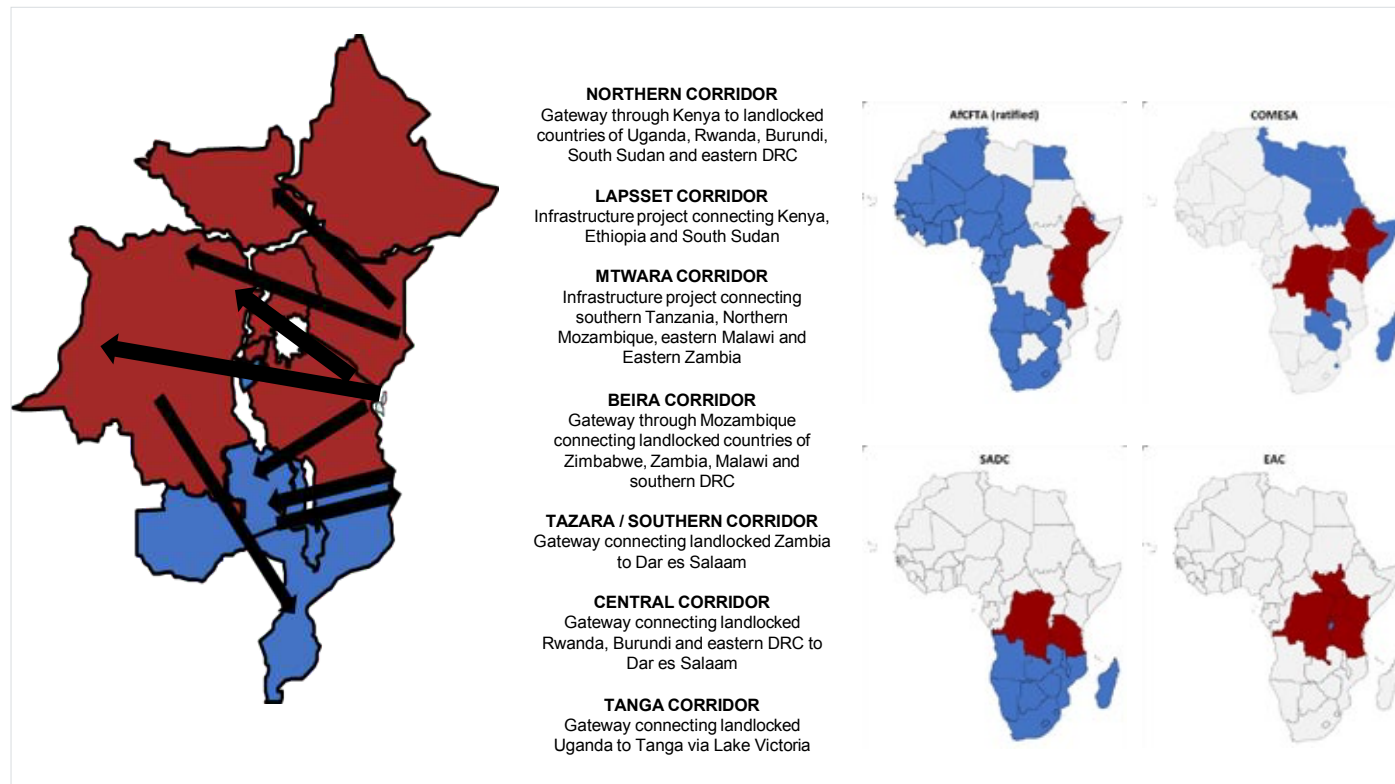 NORTHERN CORRIDOR
Gateway through Kenya to landlocked
countries of Uganda, Rwanda, Burundi,
South Sudan and eastern DRC
LAPSSET CORRIDOR
Infrastructure project connecting Kenya,
Ethiopia and South Sudan
MTWARA CORRIDOR
Infrastructure project connecting
southern Tanzania, Northern
Mozambique, eastern Malawi and
Eastern Zambia
BEIRA CORRIDOR
Gateway through Mozambique
connecting landlocked countries of
Zimbabwe, Zambia, Malawi and
southern DRC
TAZARA / SOUTHERN CORRIDOR
Gateway connecting landlocked Zambia
to Dar es Salaam
CENTRAL CORRIDOR
Gateway connecting landlocked
Rwanda, Burundi and eastern DRC to
Dar es Salaam
TANGA CORRIDOR
Gateway connecting landlocked
Uganda to Tanga via Lake Victoria
AfCFTA (ratified)
COMESA
SADC
EAC